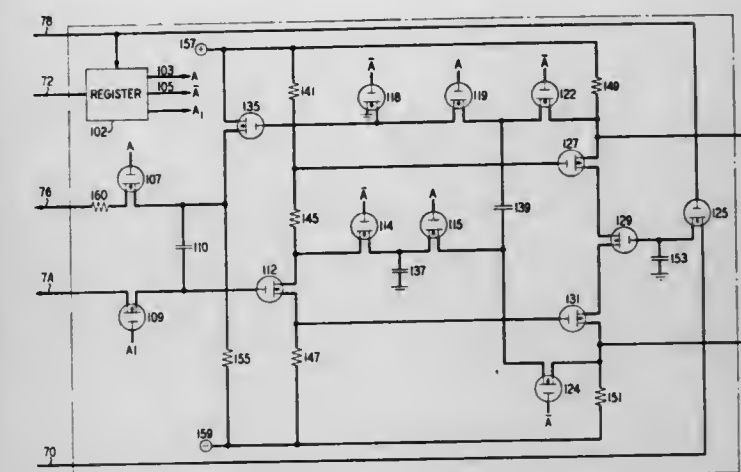 78
157 +
103 A
Ā
A
Ā
72
REGISTER
105 Ā
141
118
119
122
149
135
A1
102
127
A
107
76
160
Ā
A
139
129
125
145
114
115
110
153
112
137
131
74
109
A1
155
147
124
151
Ā
159 −
70